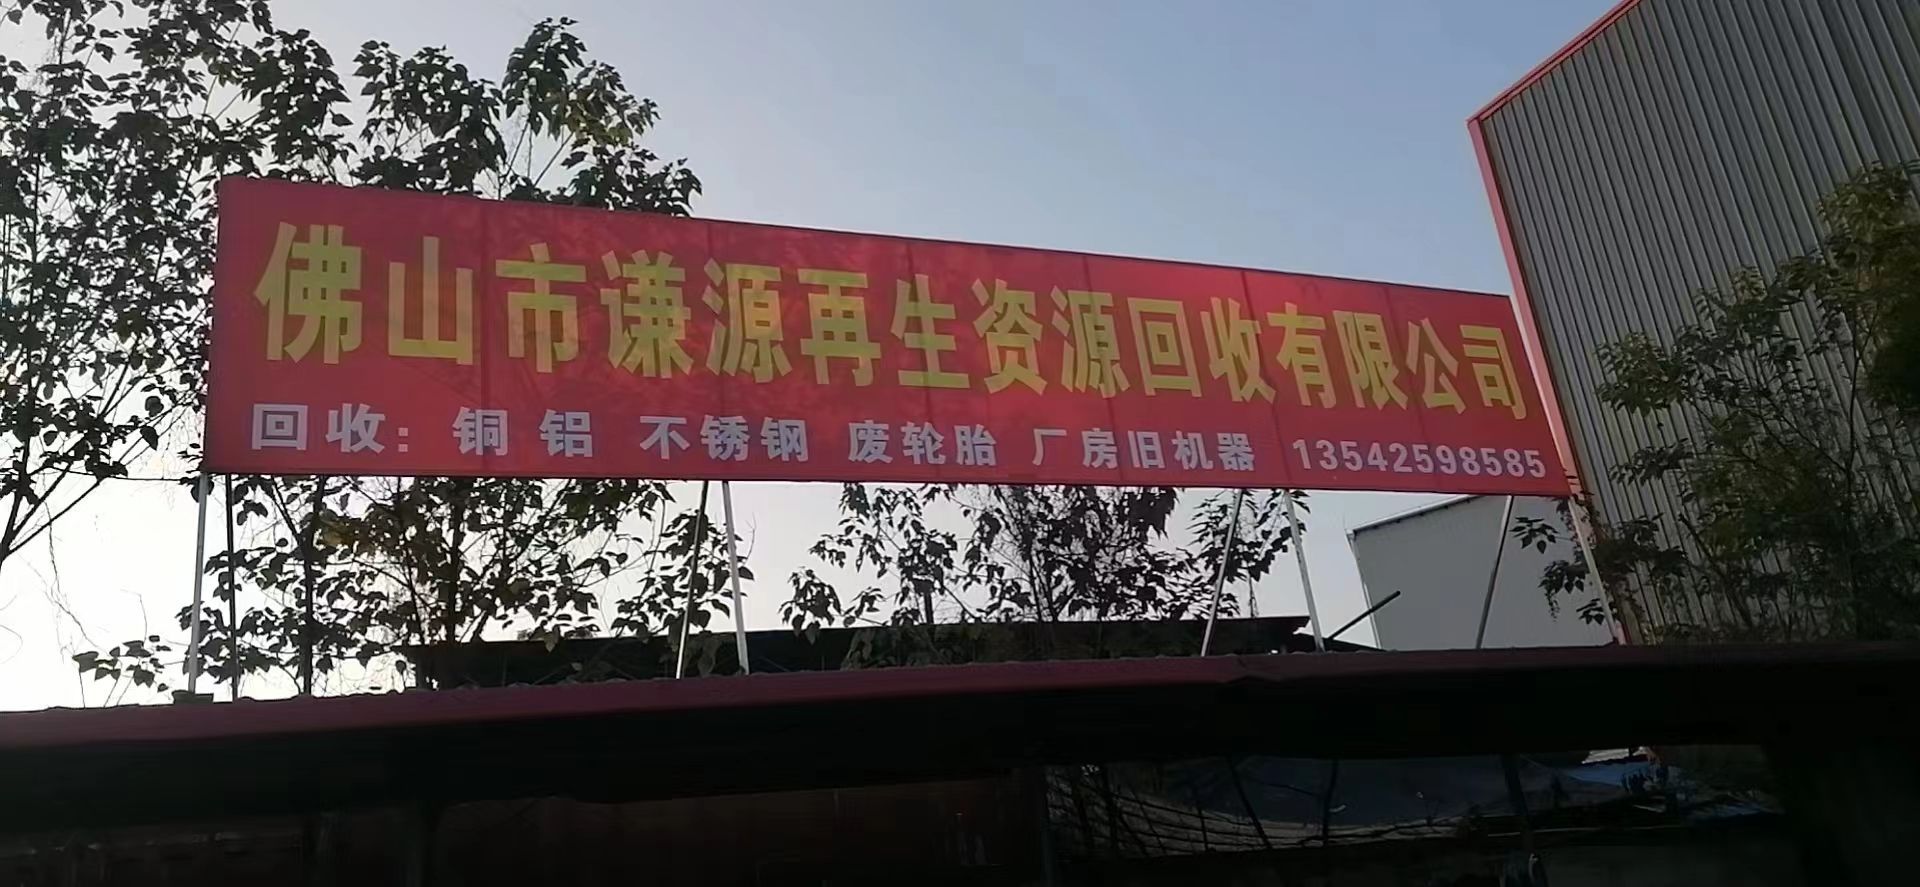 佛山市谦源再生资源回收有限公司
回收：铜 铝 不锈钢 废轮胎 厂房旧机器 13542598585